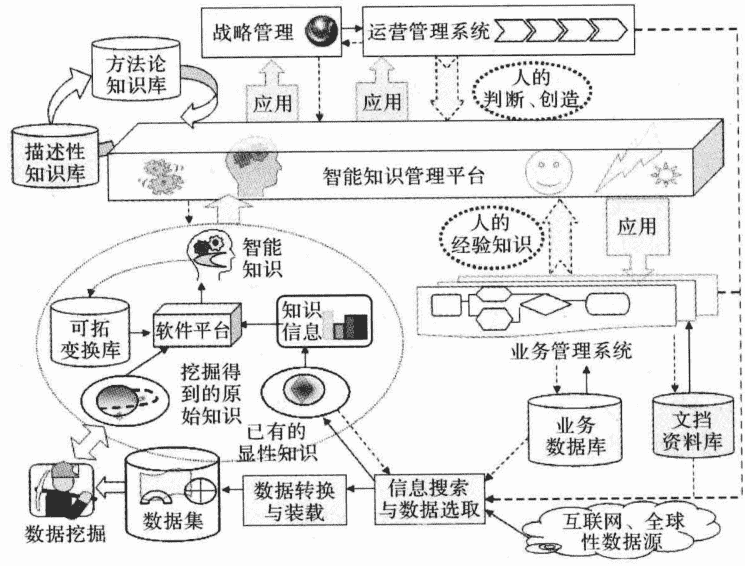 战略管理
运营管理系统
方法论
知识库
应用
应用
人的
判断、创造
描述性
知识库
智能知识管理平台
人的
经验知识
应用
智能
知识
可拓
变换库
软件平台
知识
信息
业务管理系统
挖掘得
到的原
始知识
已有的
显性知识
业务
数据库
文挡
资料库
数据挖掘
数据集
数据转换
与装载
信息搜索
与数据选取
互联网、全球
性数据源